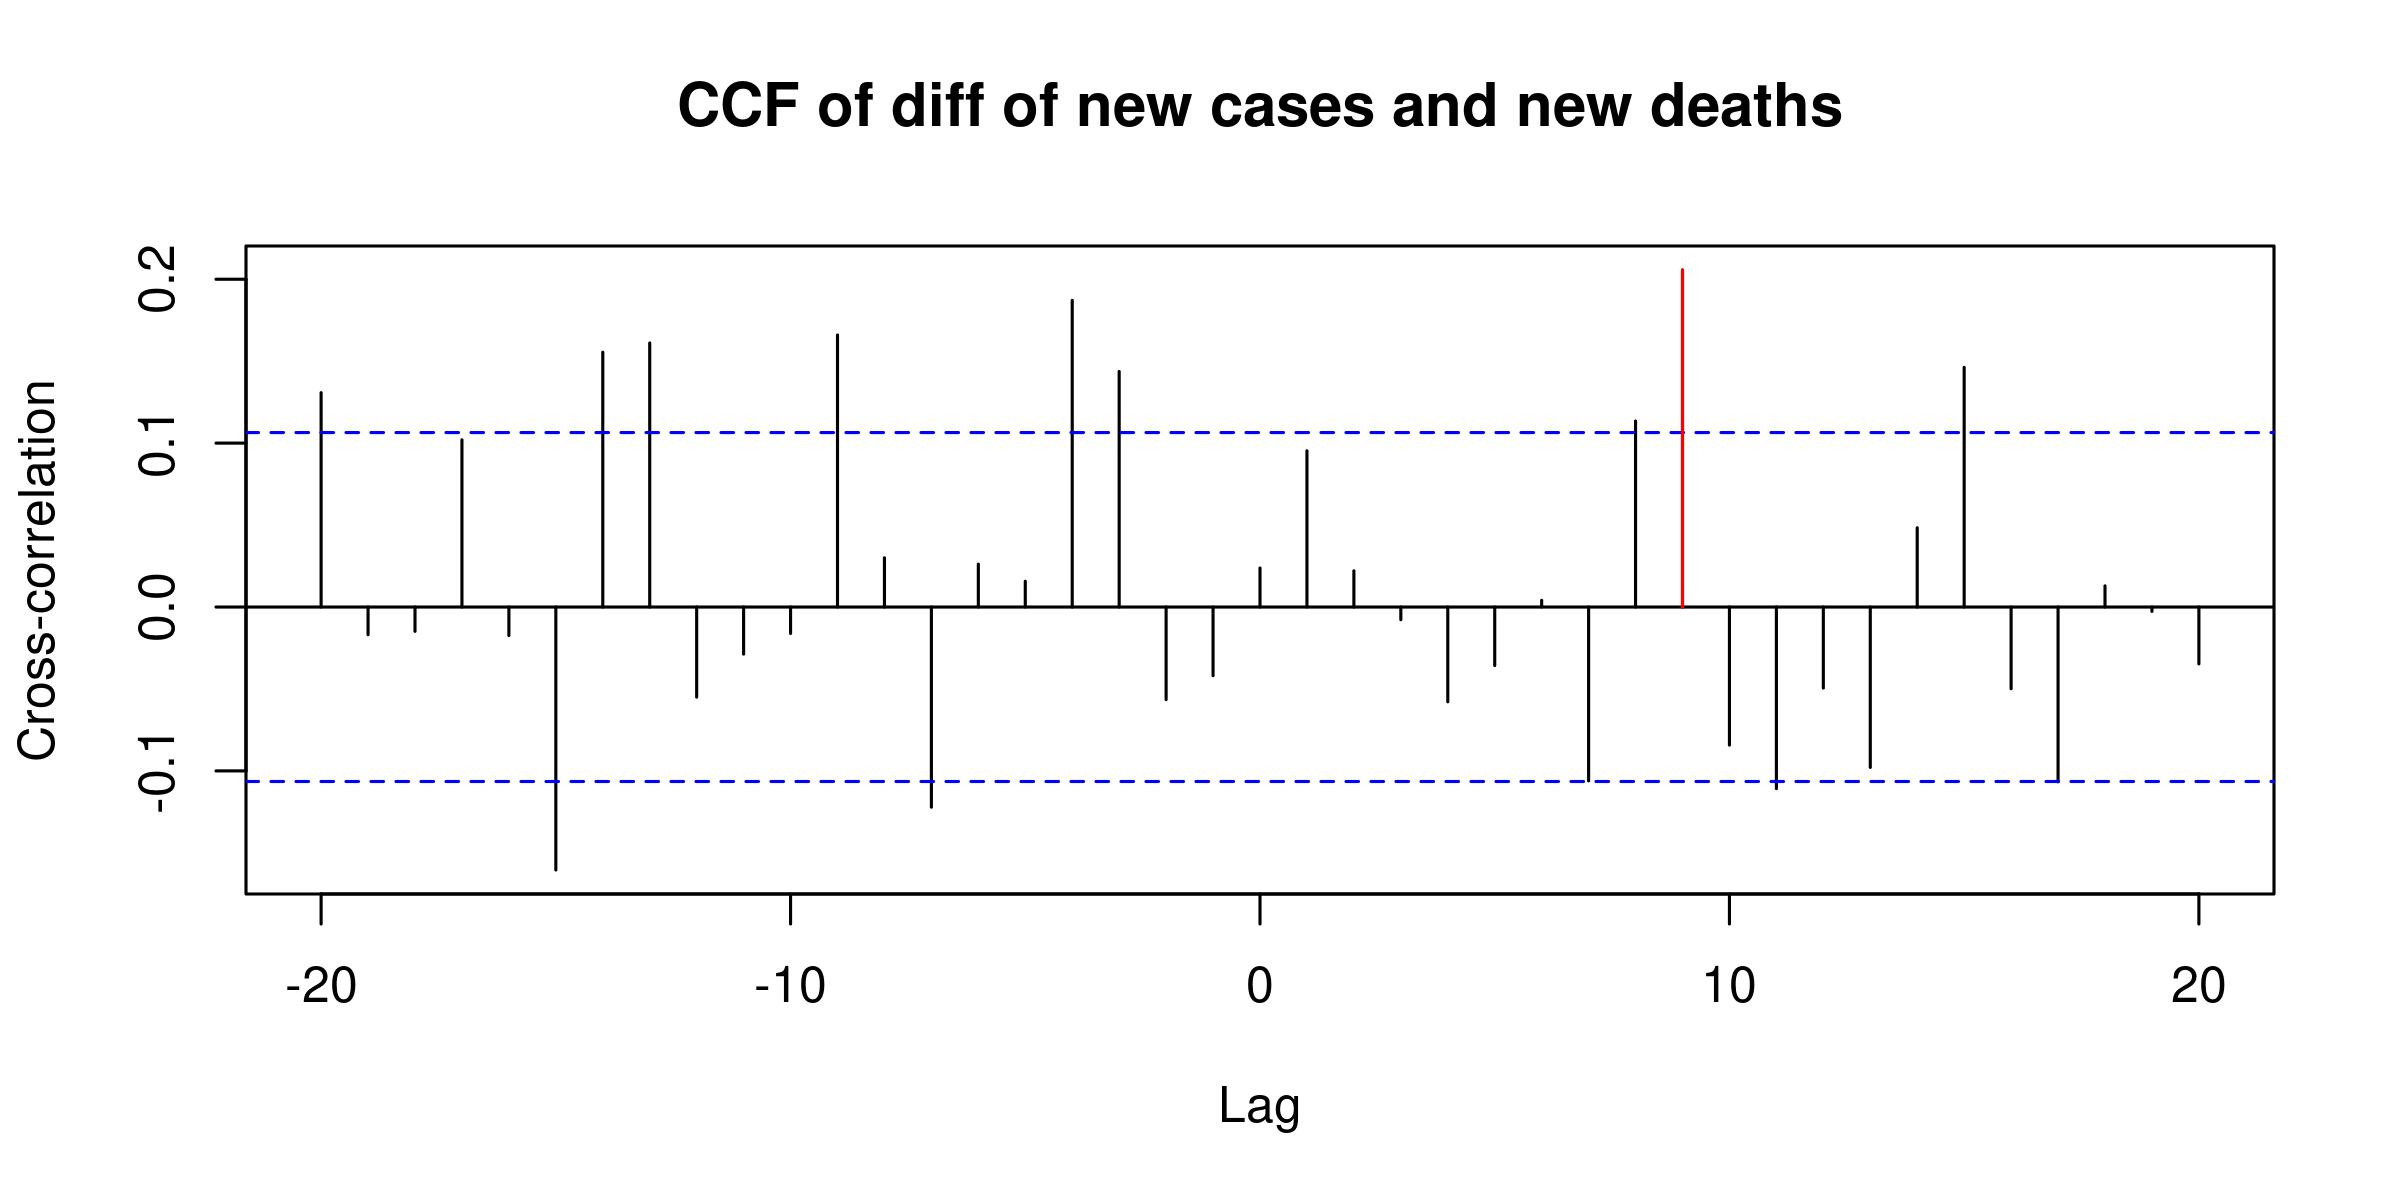 CCF of diff of new cases and new deaths
Cross-correlation
0.2
0.1
0.0
-0.1
-20 -10 0 10 20
Lag